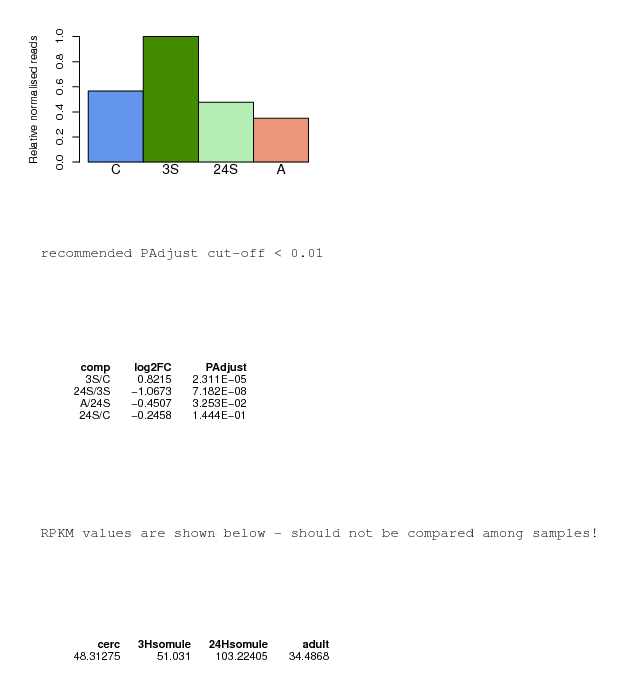 Relative normalised reads
1.0
0.8
0.6
0.4
0.2
0.0
C 3S 24S A
recommended PAdjust cut-off < 0.01
comp log2FC PAdjust
3S/C 0.8215 2.311E-05
24S/3S -1.0673 7.182E-08
A/24S -0.4507 3.253E-02
24S/C -0.2458 1.444E-01
RPKM values are shown below - should not be compared among samples!
cerc 3Hsomule 24Hsomule adult
48.31275 51.031 103.22405 34.4868